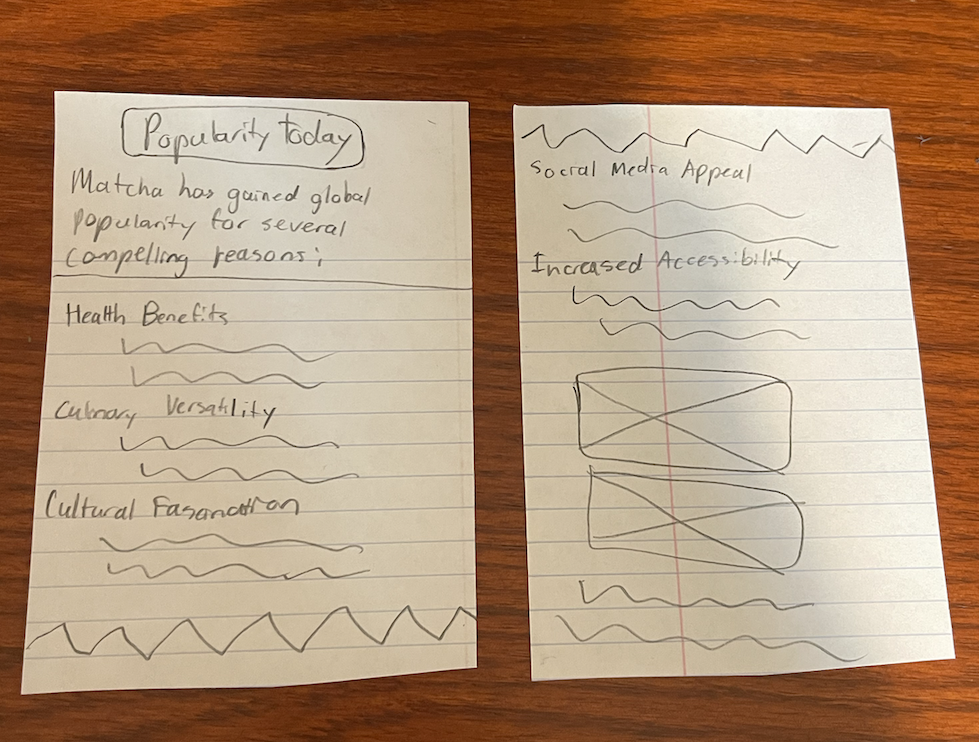 Popularity today
Matcha has gained global
popularity for several
compelling reasons;
Health Benefits
Culinary Versatility
Cultural Fasanation
Social Media Appeal
Increased Accessibility